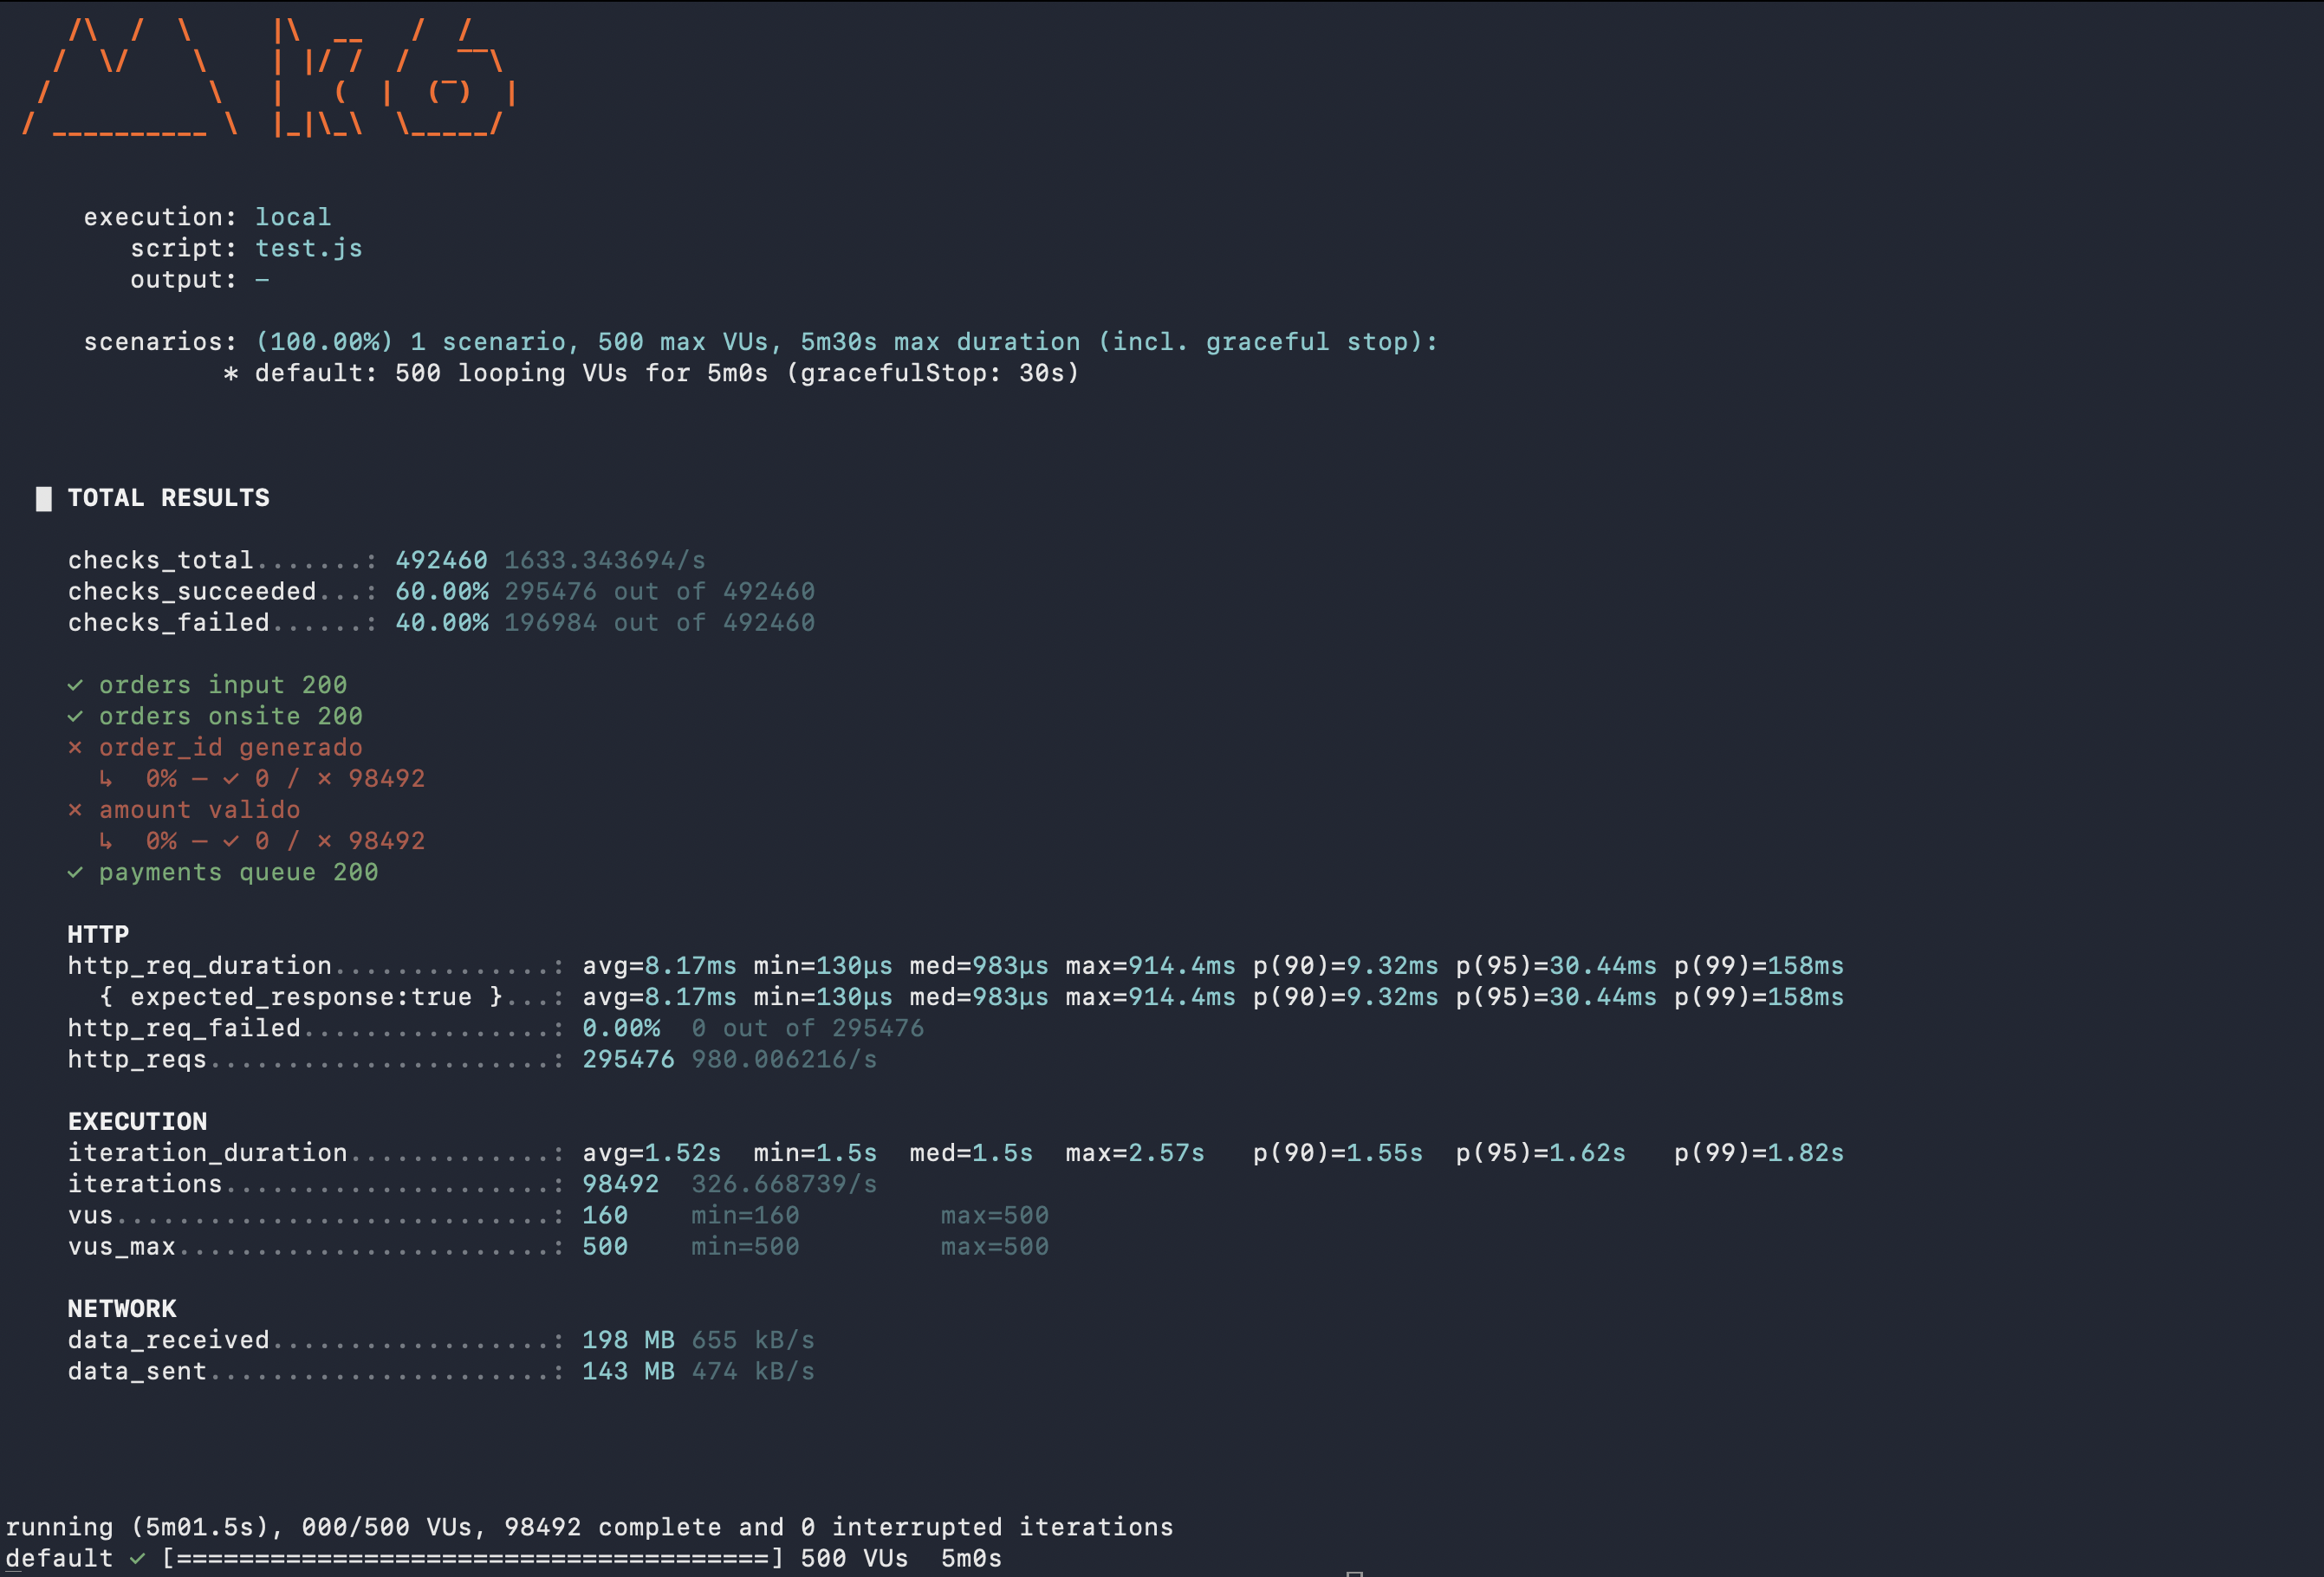 /\  /  \     |\  __   /  /
/  \/    \    | |/ /  /   ‾‾\
/          \   |   (  |  (‾)  |
/ __________ \  |_|\_\  \_____/
execution: local
script: test.js
output: –
scenarios: (100.00%) 1 scenario, 500 max VUs, 5m30s max duration (incl. graceful stop):
* default: 500 looping VUs for 5m0s (gracefulStop: 30s)
█ TOTAL RESULTS
checks_total.......: 492460 1633.343694/s
checks_succeeded...: 60.00% 295476 out of 492460
checks_failed......: 40.00% 196984 out of 492460
✓ orders input 200
✓ orders onsite 200
✗ order_id generado
↳  0% — ✓ 0 / ✗ 98492
✗ amount valido
↳  0% — ✓ 0 / ✗ 98492
✓ payments queue 200
HTTP
http_req_duration..............: avg=8.17ms min=130µs med=983µs max=914.4ms p(90)=9.32ms p(95)=30.44ms p(99)=158ms
{ expected_response:true }...: avg=8.17ms min=130µs med=983µs max=914.4ms p(90)=9.32ms p(95)=30.44ms p(99)=158ms
http_req_failed................: 0.00%  0 out of 295476
http_reqs......................: 295476 980.006216/s
EXECUTION
iteration_duration.............: avg=1.52s  min=1.5s  med=1.5s  max=2.57s   p(90)=1.55s  p(95)=1.62s   p(99)=1.82s
iterations.....................: 98492  326.668739/s
vus............................: 160    min=160         max=500
vus_max........................: 500    min=500         max=500
NETWORK
data_received..................: 198 MB 655 kB/s
data_sent......................: 143 MB 474 kB/s
running (5m01.5s), 000/500 VUs, 98492 complete and 0 interrupted iterations
default ✓ [======================================] 500 VUs  5m0s